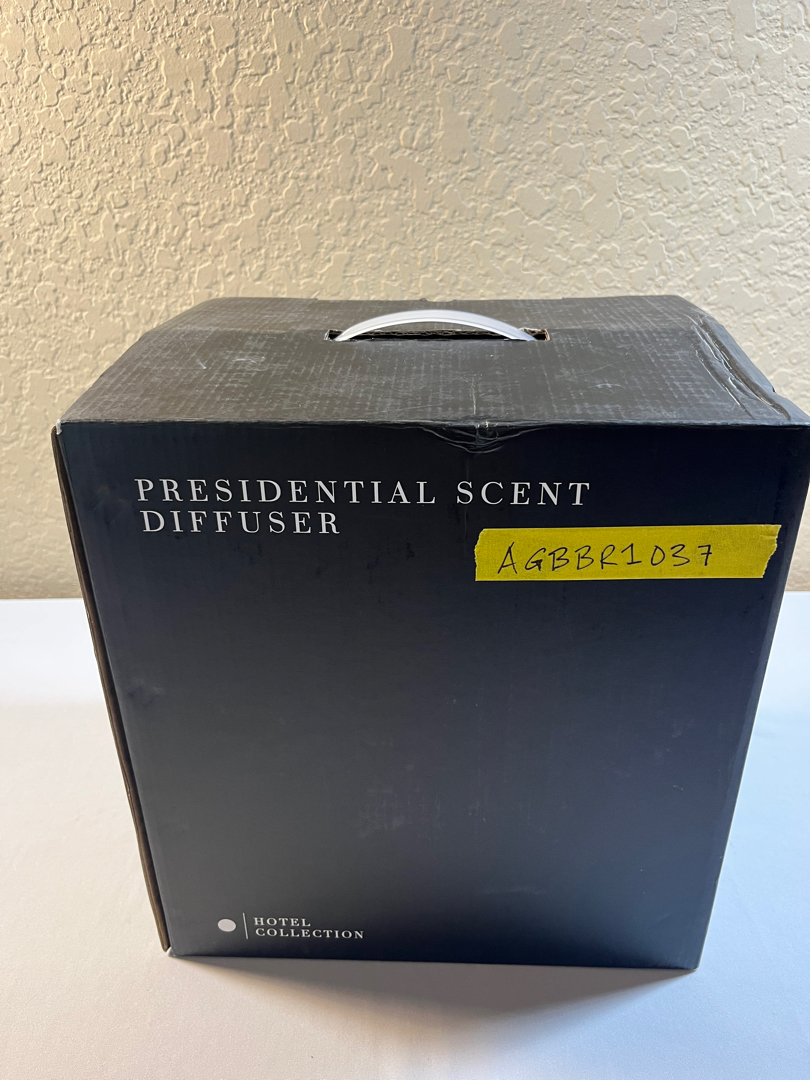 PRESIDENTIAL SCENT
DIFFUSER
AGBBR1037
HOTEL
COLLECTION